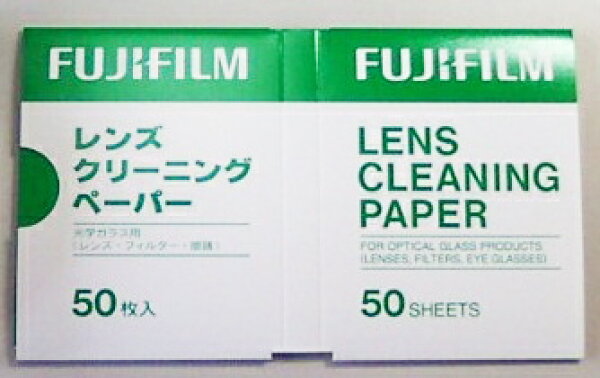 FUJIFILM
レンズ
クリーニング
ペーパー
光学ガラス用
(レンズ・フィルター・眼鏡)
50枚入
FUJIFILM
LENS
CLEANING
PAPER
FOR OPTICAL GLASS PRODUCTS
(LENSES, FILTERS, EYE GLASSES)
50 SHEETS